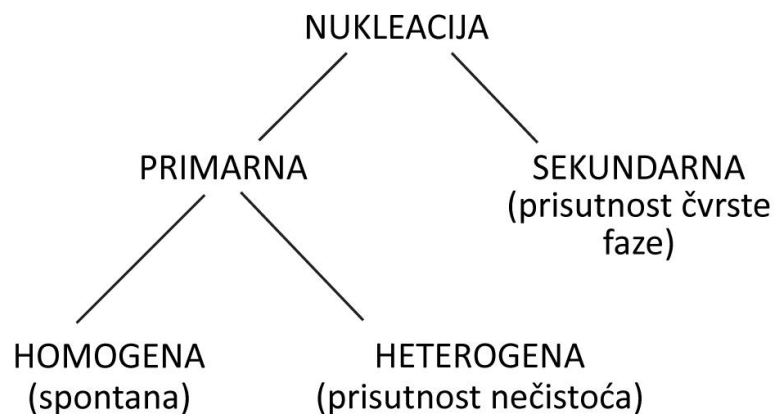 NUKLEACIJA
PRIMARNA
SEKUNDARNA
(prisutnost čvrste
faze)
HOMOGENA
(spontana)
HETEROGENA
(prisutnost nečistoća)